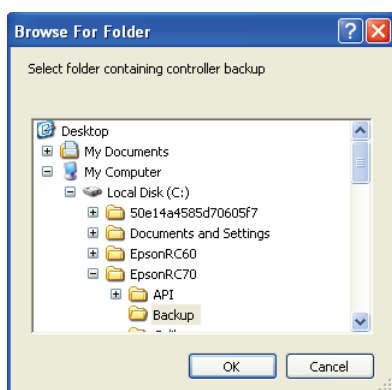 Browse For Folder
Select folder containing controller backup
Desktop
My Documents
My Computer
Local Disk (C:)
50e14a4585d70605f7
Documents and Settings
EpsonRC60
EpsonRC70
API
Backup
OK
Cancel